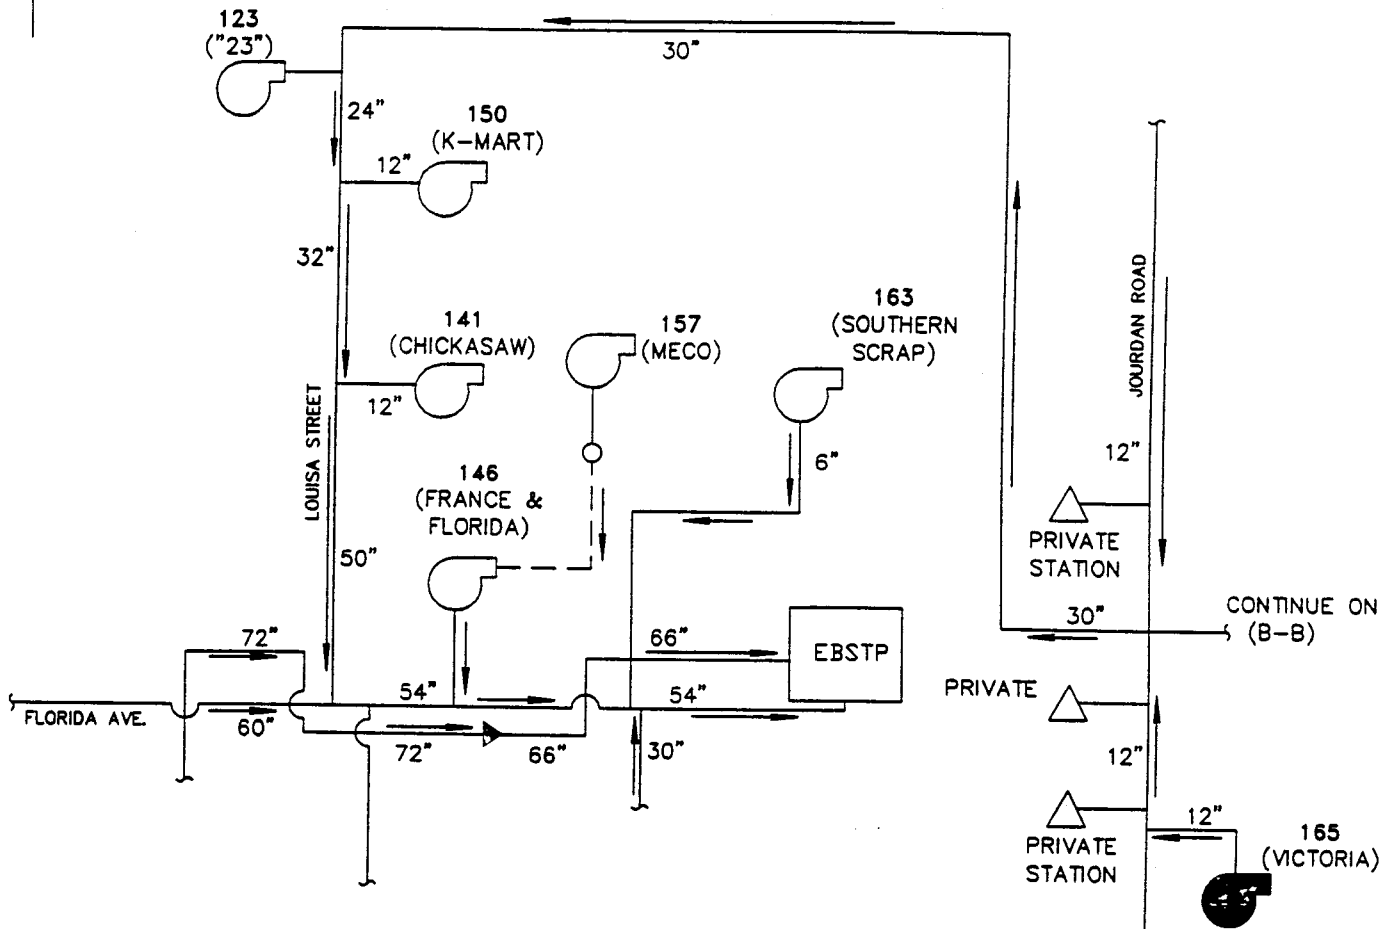 123
("23")
30"
24"
150
(K-MART)
12"
32"
163
(SOUTHERN
SCRAP)
141
(CHICKASAW)
157
(MECO)
12"
JOURDAN ROAD
LOUISA STREET
12"
6"
146
(FRANCE &
FLORIDA)
PRIVATE
STATION
50"
30"
CONTINUE ON
(B-B)
72"
66"
EBSTP
54"
54"
PRIVATE
FLORIDA AVE.
60"
72"
66"
30"
12"
12"
165
(VICTORIA)
PRIVATE
STATION